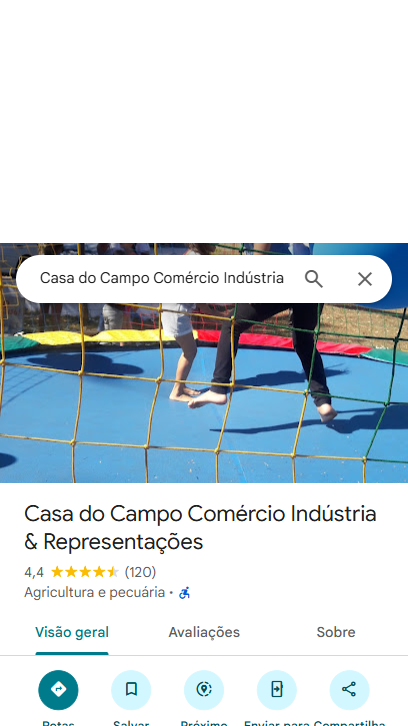 Casa do Campo Comércio Indústria
Casa do Campo Comércio Indústria
& Representações
4,4 (120)
Agricultura e pecuária ·
Visão geral Avaliações Sobre
Rotas Salvar Próximo Enviar para Compartilha